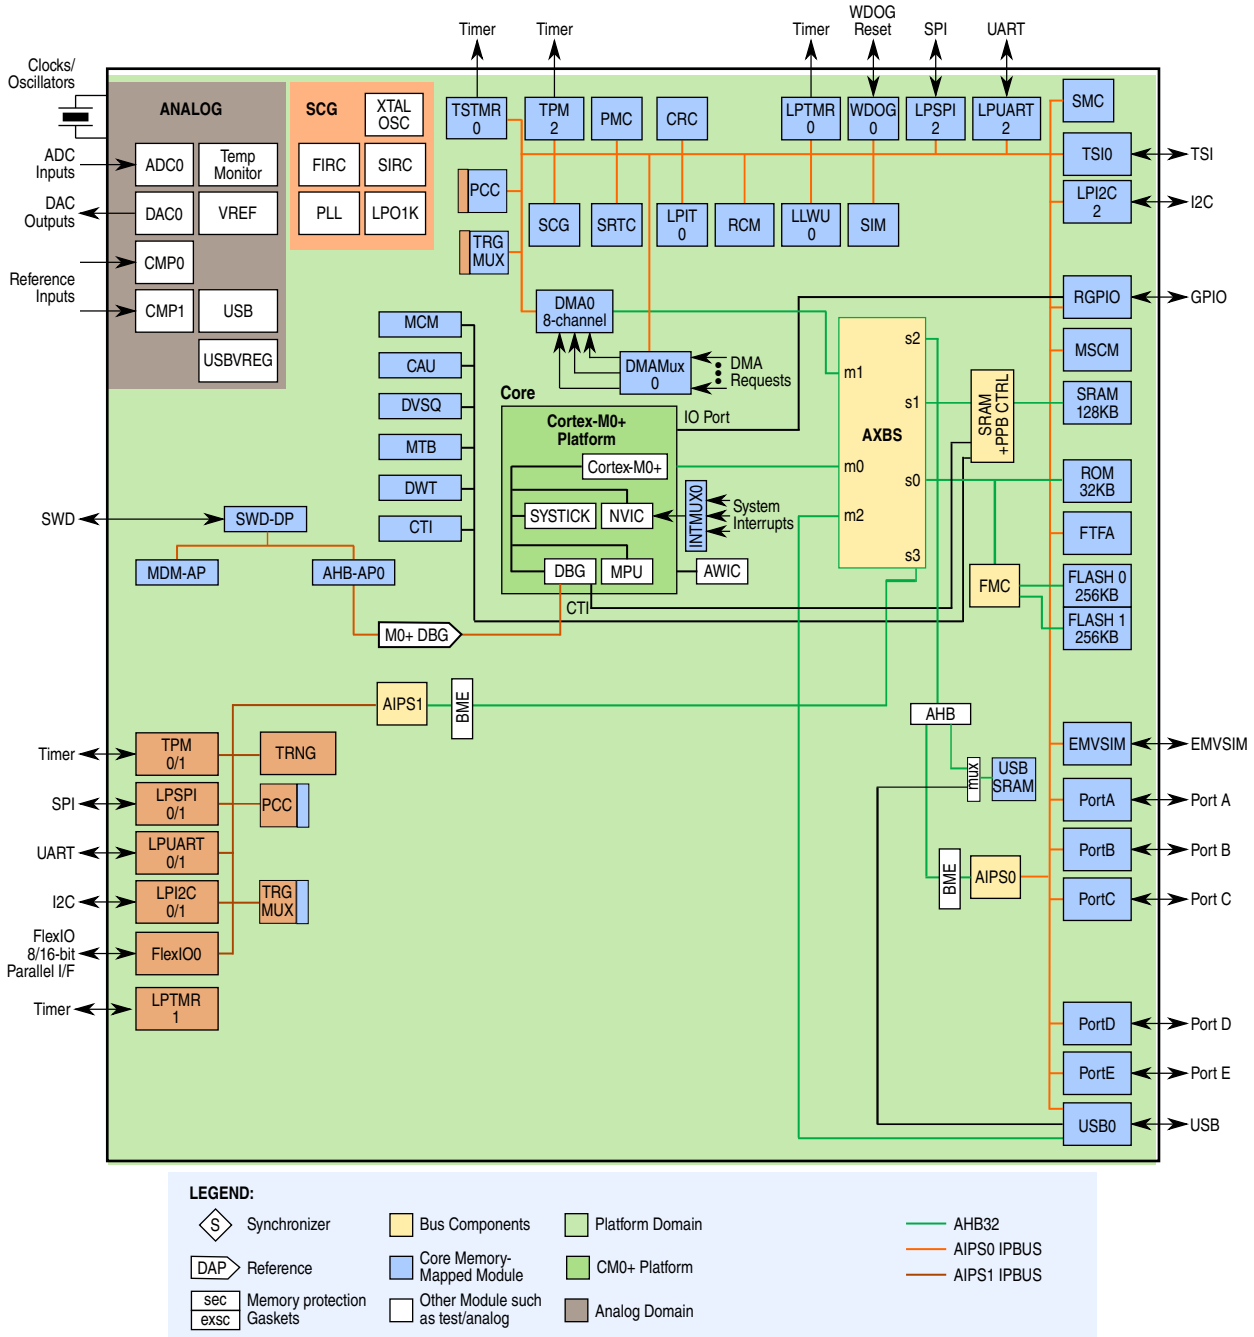 Timer
Timer
Timer
WDOG
Reset
SPI
UART
Clocks/
Oscillators
ANALOG
SCG
XTAL
OSC
TSTMR
0
TPM
2
PMC
CRC
LPTMR
0
WDOG
0
LPSPI
2
LPUART
2
SMC
ADC
Inputs
ADC0
Temp
Monitor
FIRC
SIRC
TSI0
TSI
PCC
DAC
Outputs
DAC0
VREF
PLL
LPO1K
SCG
SRTC
LPIT
0
RCM
LLWU
0
SIM
LPI2C
2
I2C
TRG
MUX
CMP0
Reference
Inputs
CMP1
USB
USBVREG
DMA0
8-channel
RGPIO
GPIO
MCM
CAU
DVSQ
MTB
DWT
CTI
DMAMux
0
DMA
Requests
s2
m1
s1
AXBS
m0
s0
m2
s3
MSCM
SRAM
+PPB CTRL
SRAM
128KB
Core
IO Port
Cortex-M0+
Platform
Cortex-M0+
SYSTICK
NVIC
DBG
MPU
INTMUX0
System
Interrupts
AWIC
CTI
ROM
32KB
FTFA
FMC
FLASH 0
256KB
FLASH 1
256KB
SWD
SWD-DP
MDM-AP
AHB-AP0
M0+ DBG
AIPS1
BME
AHB
mux
USB
SRAM
EMVSIM
EMVSIM
Timer
TPM
0/1
TRNG
SPI
LPSPI
0/1
PCC
PortA
Port A
UART
LPUART
0/1
PortB
Port B
BME
AIPS0
I2C
LPI2C
0/1
TRG
MUX
PortC
Port C
FlexIO
8/16-bit
Parallel I/F
FlexIO0
Timer
LPTMR
1
PortD
Port D
PortE
Port E
USB0
USB
LEGEND:
S
Synchronizer
Bus Components
Platform Domain
AHB32
AIPS0 IPBUS
AIPS1 IPBUS
DAP
Reference
Core Memory-
Mapped Module
CM0+ Platform
sec
exsc
Memory protection
Gaskets
Other Module such
as test/analog
Analog Domain